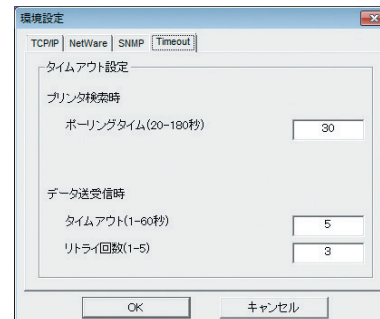 環境設定
TCP/IP NetWare SNMP Timeout
タイムアウト設定
プリンタ検索時
ポーリングタイム(20-180秒) 30
データ送受信時
タイムアウト(1-60秒) 5
リトライ回数(1-5) 3
OK キャンセル